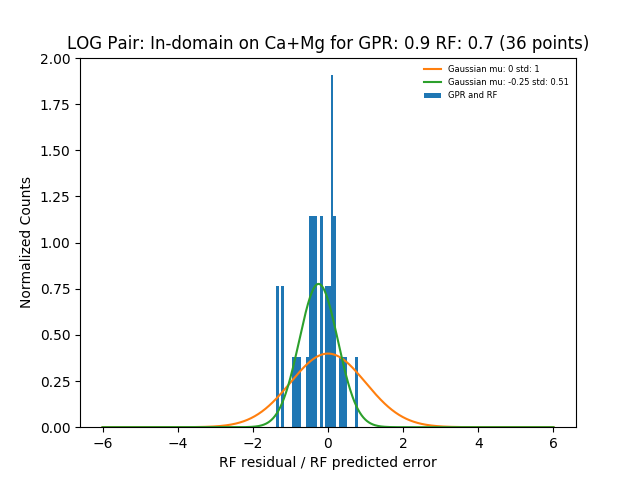 LOG Pair: In-domain on Ca+Mg for GPR: 0.9 RF: 0.7 (36 points)
Gaussian mu: 0 std: 1
Gaussian mu: -0.25 std: 0.51
GPR and RF
Normalized Counts
2.00
1.75
1.50
1.25
1.00
0.75
0.50
0.25
0.00
−6 −4 −2 0 2 4 6
RF residual / RF predicted error